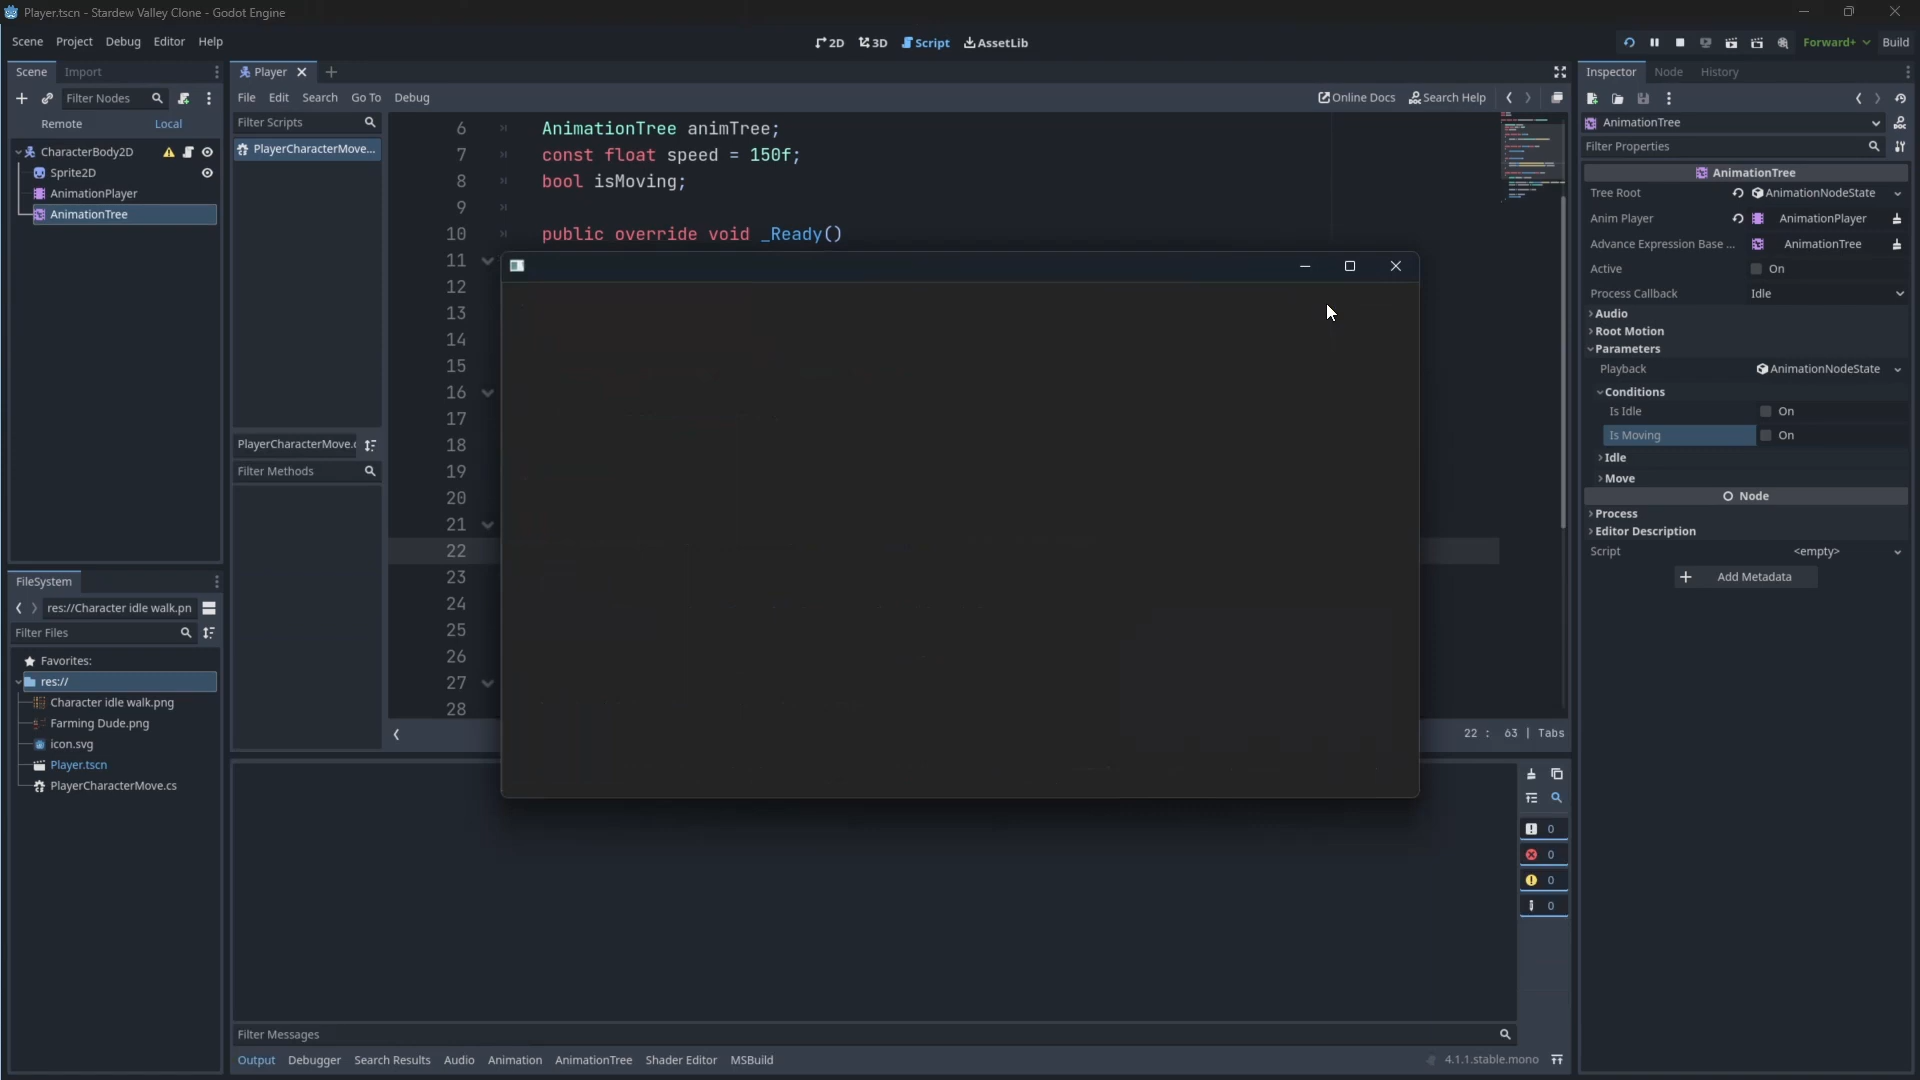 Player.tscn - Stardew Valley Clone - Godot Engine
Scene Project Debug Editor Help
2D 3D Script AssetLib
Forward+ Build
Scene Import
Player
Inspector Node History
Filter Nodes
File Edit Search Go To Debug
Online Docs Search Help
Remote Local
Filter Scripts
AnimationTree
Filter Properties
CharacterBody2D
Sprite2D
AnimationPlayer
AnimationTree
PlayerCharacterMove...
6 AnimationTree animTree;
7 const float speed = 150f;
8 bool isMoving;
9
10 public override void _Ready()
11
12
13
14
15
16
17
18
19
20
21
22
23
24
25
26
27
28
PlayerCharacterMove.
Filter Methods
22 : 63 | Tabs
AnimationTree
Tree Root AnimationNodeState
Anim Player AnimationPlayer
Advance Expression Base ... AnimationTree
Active On
Process Callback Idle
Audio
Root Motion
Parameters
Playback AnimationNodeState
Conditions
Is Idle On
Is Moving On
Idle
Move
Node
Process
Editor Description
Script <empty>
Add Metadata
FileSystem
res://Character idle walk.pn
Filter Files
Favorites:
res://
Character idle walk.png
Farming Dude.png
icon.svg
Player.tscn
PlayerCharacterMove.cs
0
0
0
0
Filter Messages
Output Debugger Search Results Audio Animation AnimationTree Shader Editor MSBuild
4.1.1.stable.mono